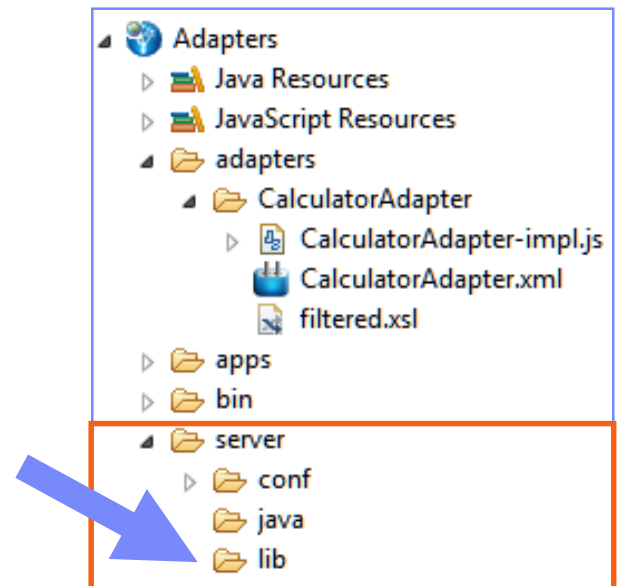 Adapters
Java Resources
JavaScript Resources
adapters
CalculatorAdapter
CalculatorAdapter-impl.js
CalculatorAdapter.xml
filtered.xsl
apps
bin
server
conf
java
lib